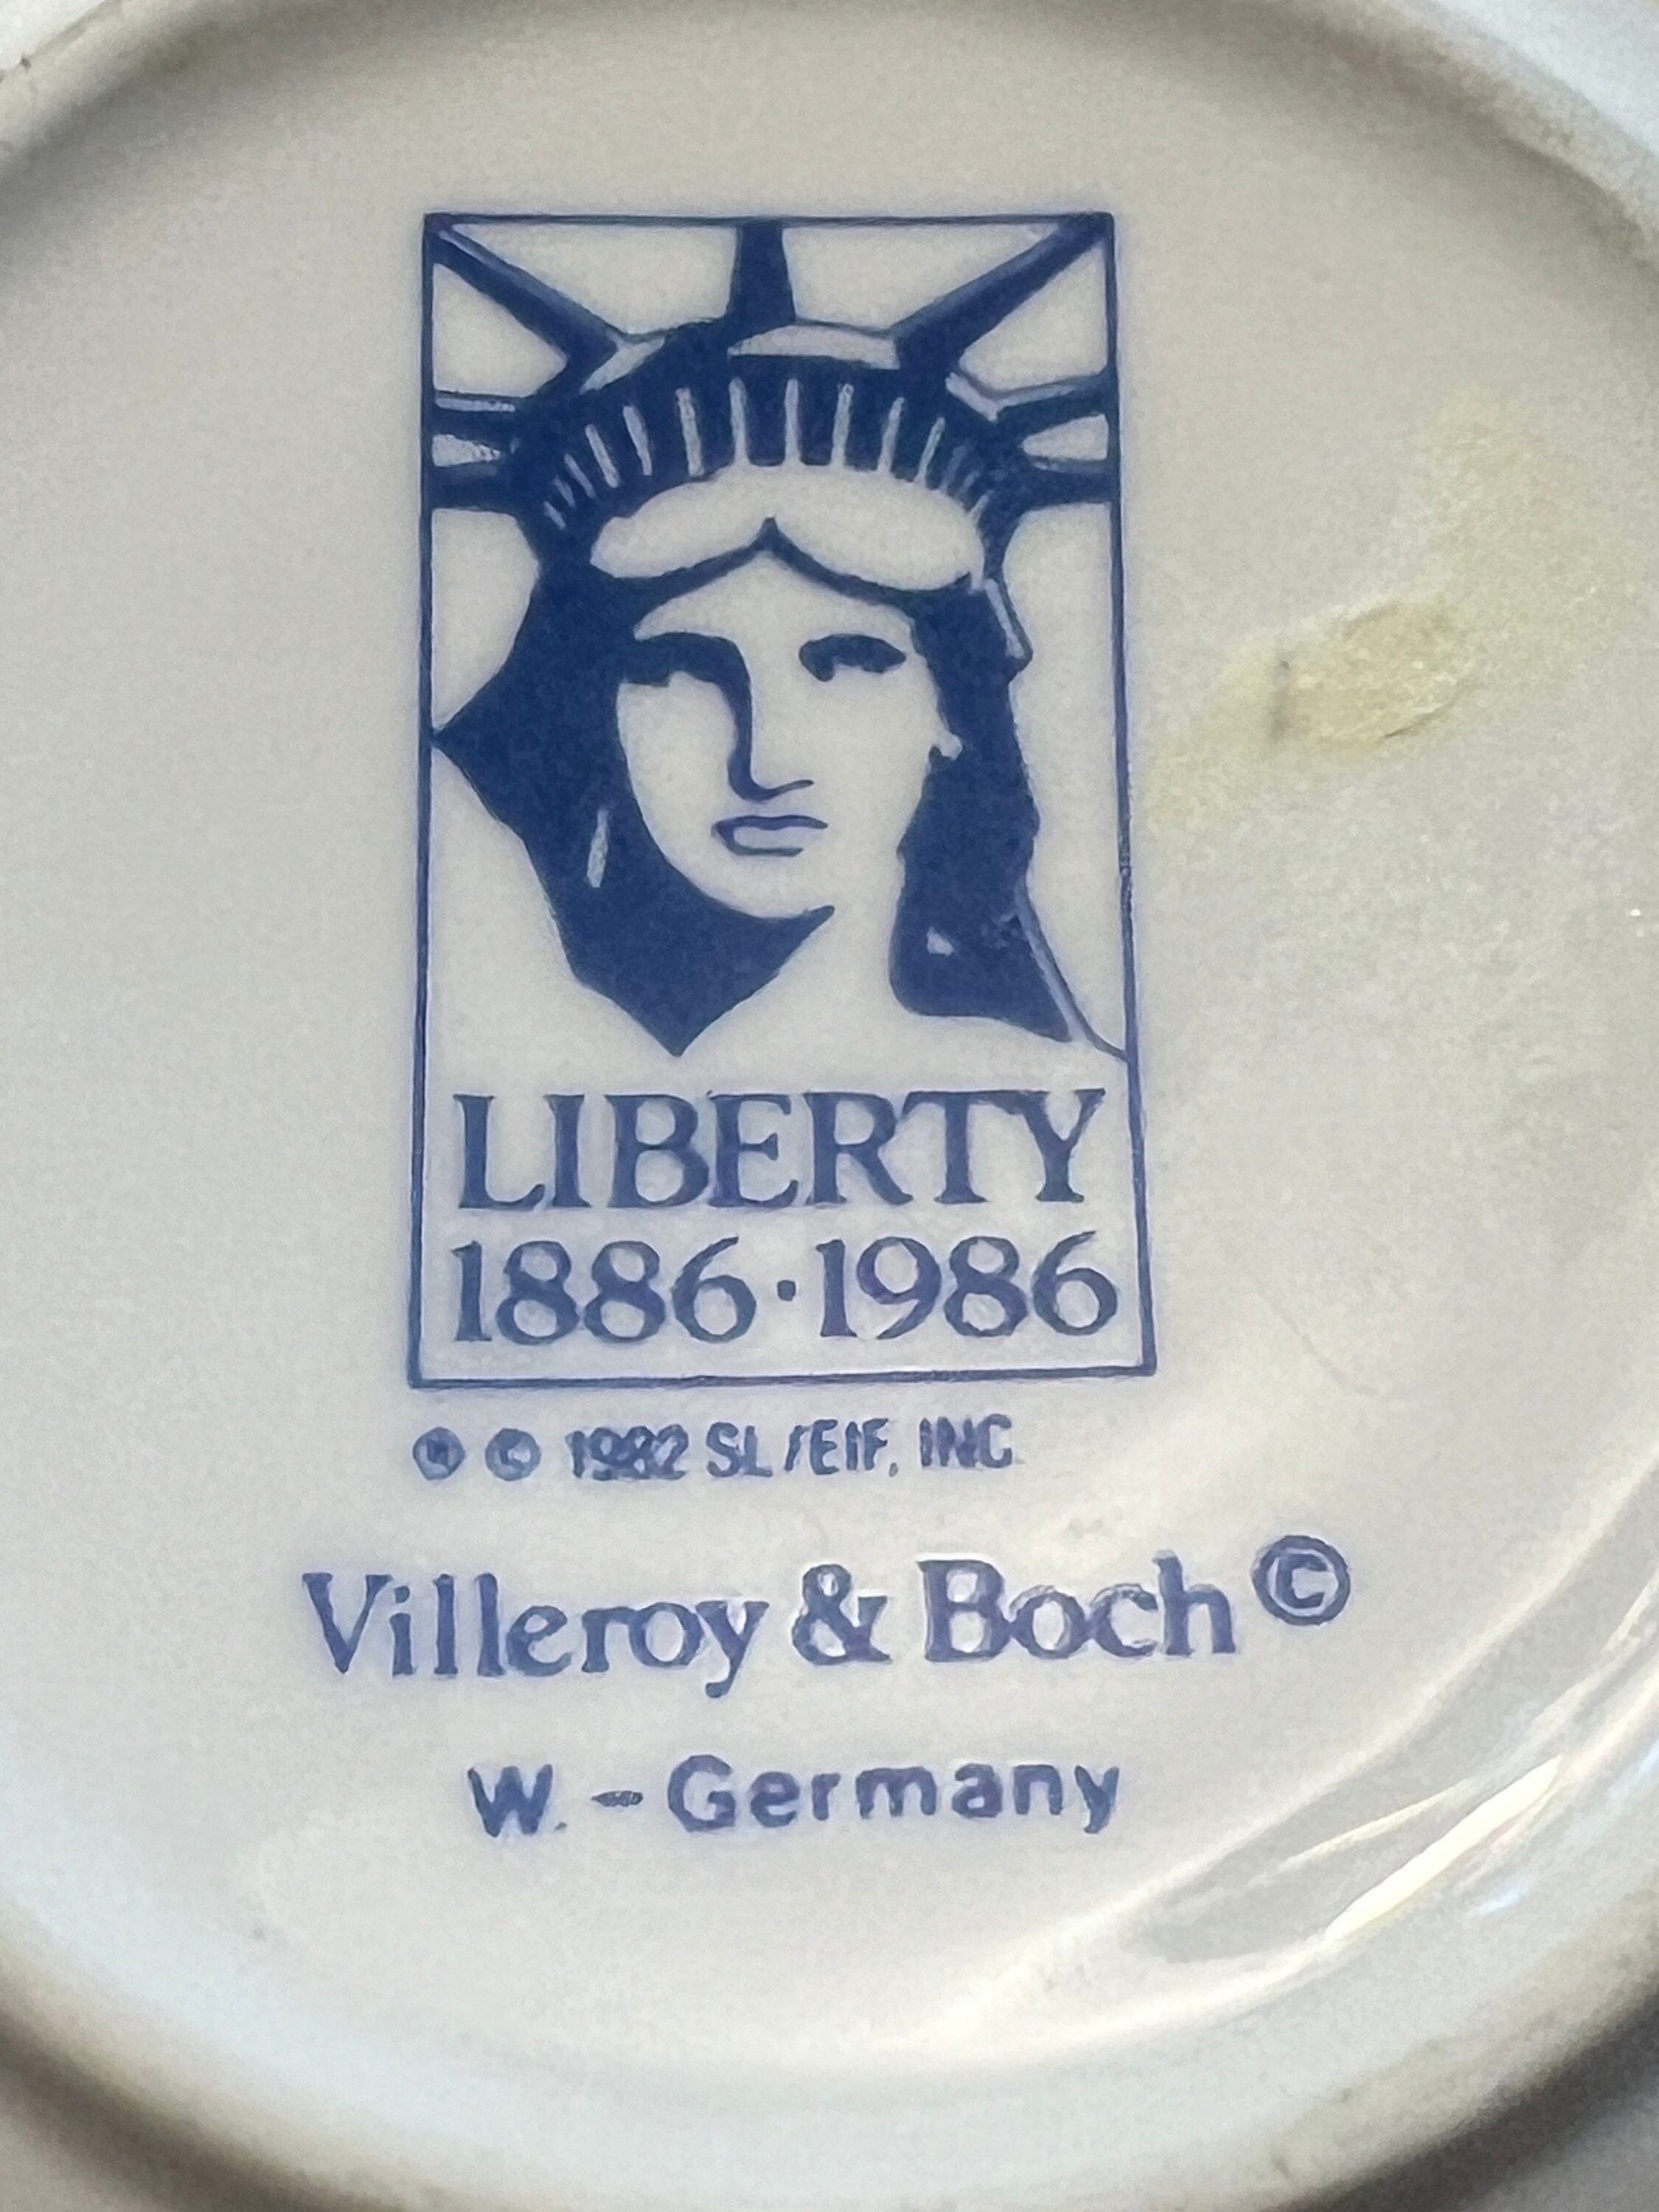 LIBERTY
1886·1986
® © 1982 SL/EIF, INC
Villeroy & Boch©
W.-Germany